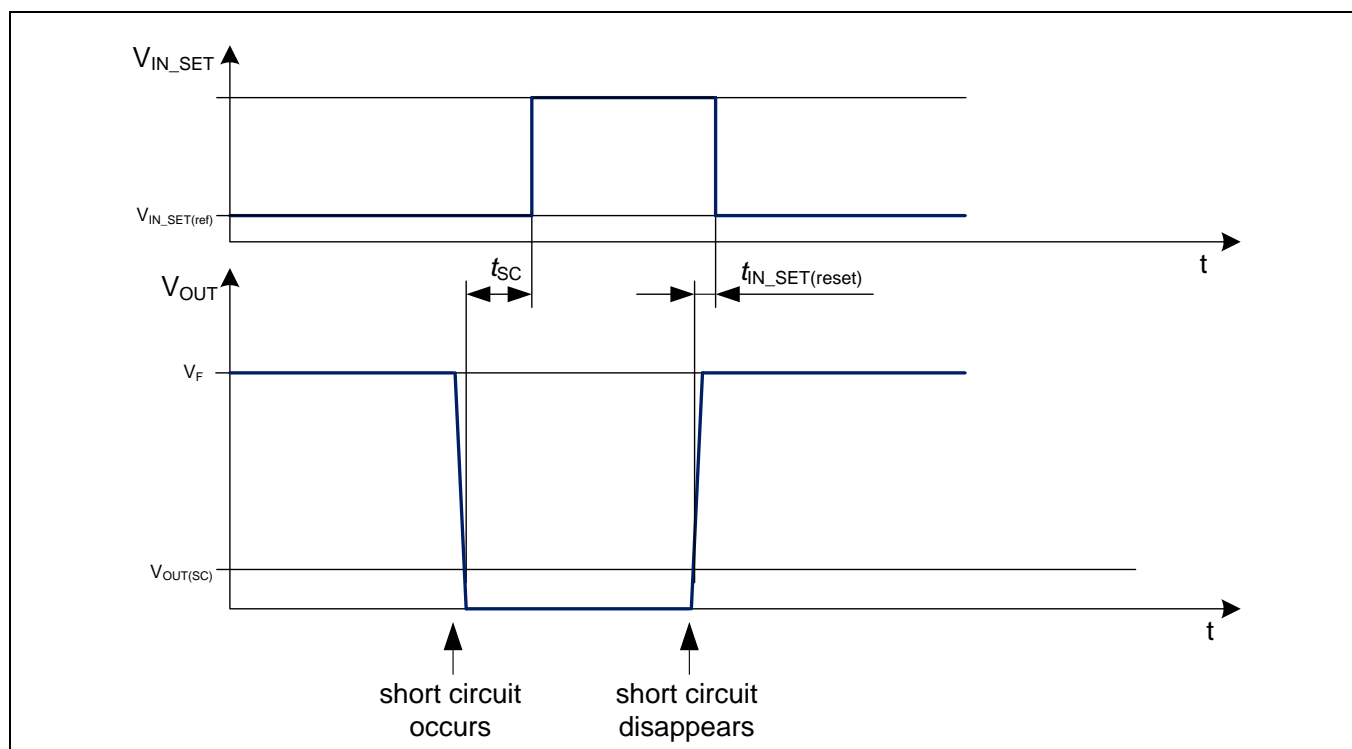 V_IN_SET
V_IN_SET(ref)
t
t_SC
t_IN_SET(reset)
V_OUT
V_F
V_OUT(SC)
t
short circuit
occurs
short circuit
disappears